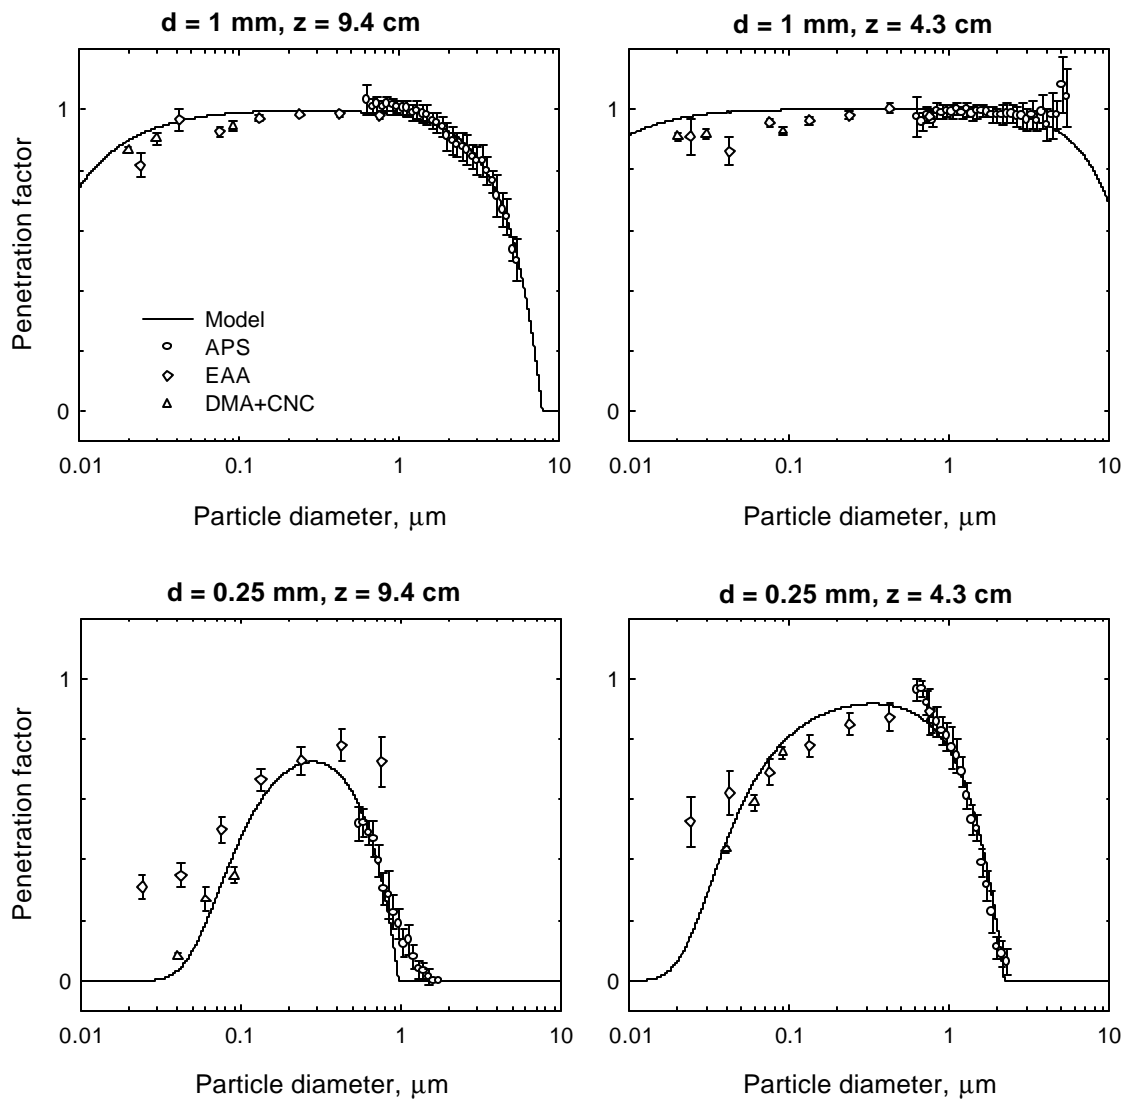 d = 1 mm, z = 9.4 cm
Penetration factor
1
0
Model
APS
EAA
DMA+CNC
0.01 0.1 1 10
Particle diameter, μm
d = 1 mm, z = 4.3 cm
1
0
0.01 0.1 1 10
Particle diameter, μm
d = 0.25 mm, z = 9.4 cm
Penetration factor
1
0
0.01 0.1 1 10
Particle diameter, μm
d = 0.25 mm, z = 4.3 cm
1
0
0.01 0.1 1 10
Particle diameter, μm